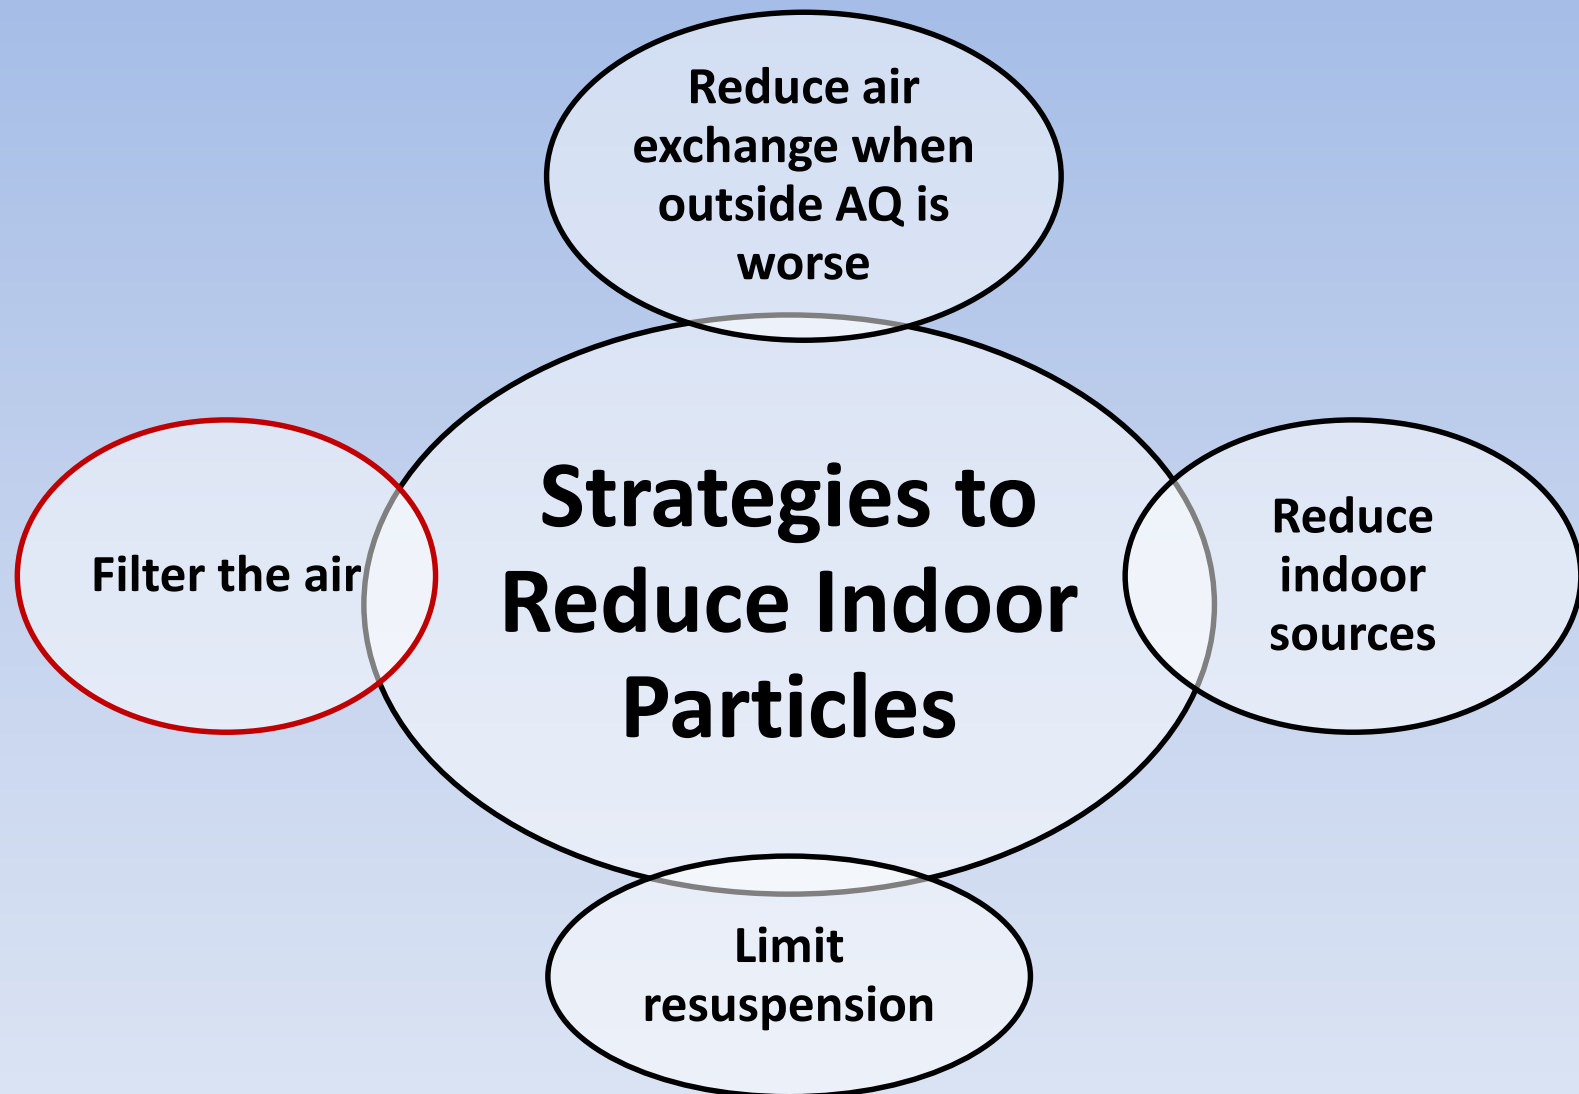 Reduce air
exchange when
outside AQ is
worse
Filter the air
Strategies to
Reduce Indoor
Particles
Reduce
indoor
sources
Limit
resuspension